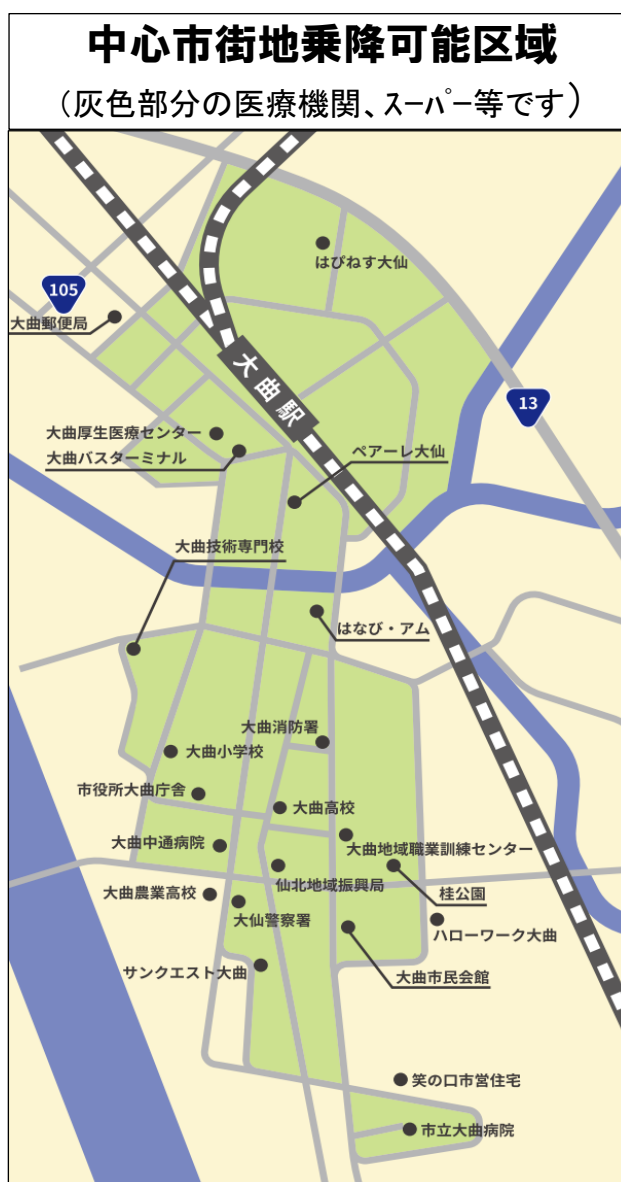 中心市街地乗降可能区域
（灰色部分の医療機関、ｽｰﾊﾟｰ等です）
はぴねす大仙
105
大曲郵便局
大曲駅
13
大曲厚生医療センター
大曲バスターミナル
ペアーレ大仙
大曲技術専門校
はなび・アム
大曲消防署
大曲小学校
市役所大曲庁舎
大曲高校
大曲中通病院
大曲地域職業訓練センター
仙北地域振興局
桂公園
大曲農業高校
大仙警察署
ハローワーク大曲
サンクエスト大曲
大曲市民会館
笑の口市営住宅
市立大曲病院